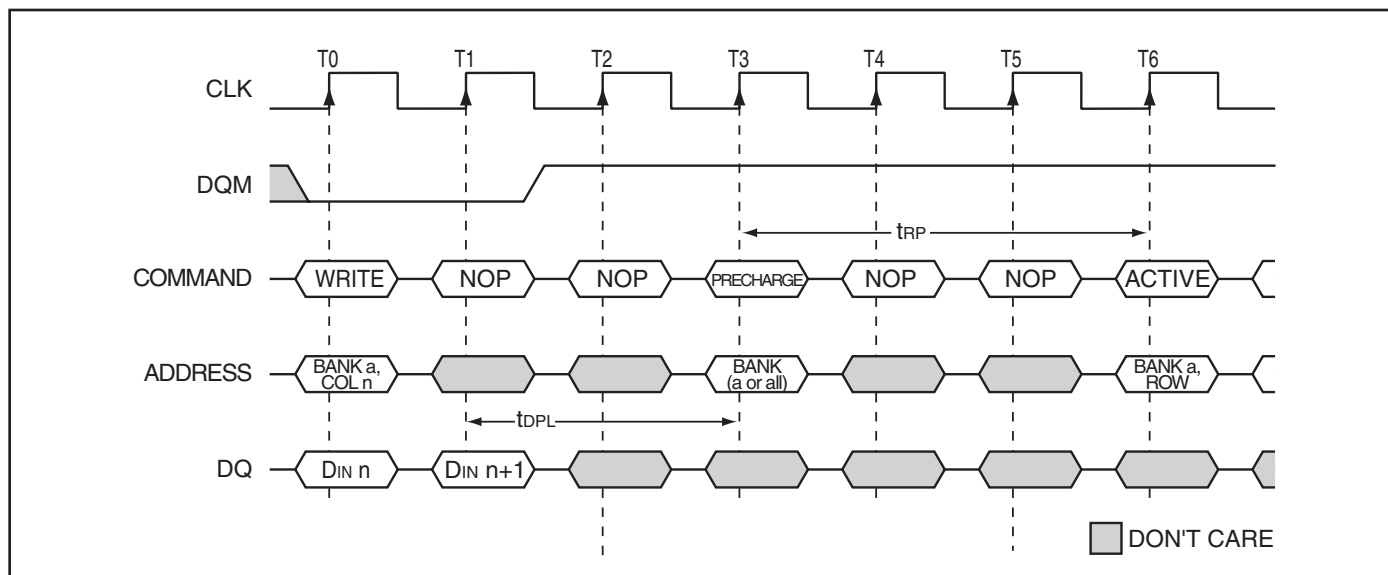 T0 T1 T2 T3 T4 T5 T6
CLK
DQM
tRP
COMMAND WRITE NOP NOP PRECHARGE NOP NOP ACTIVE
ADDRESS
BANK a,
COL n
BANK
(a or all)
BANK a,
ROW
tDPL
DQ DIN n DIN n+1
DON'T CARE